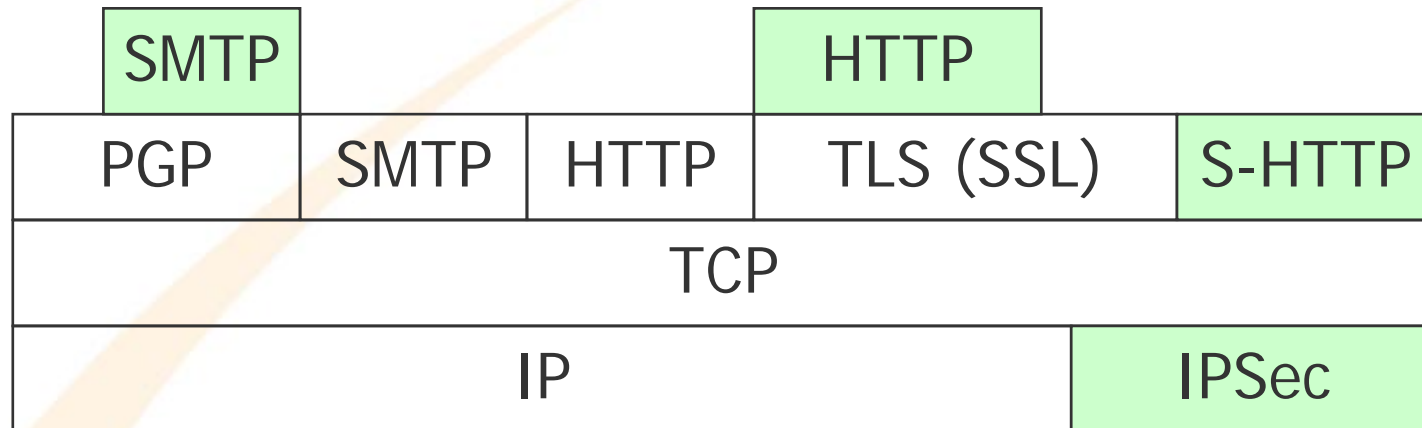 SMTP HTTP
PGP SMTP HTTP TLS (SSL) S-HTTP
TCP
IP IPSec